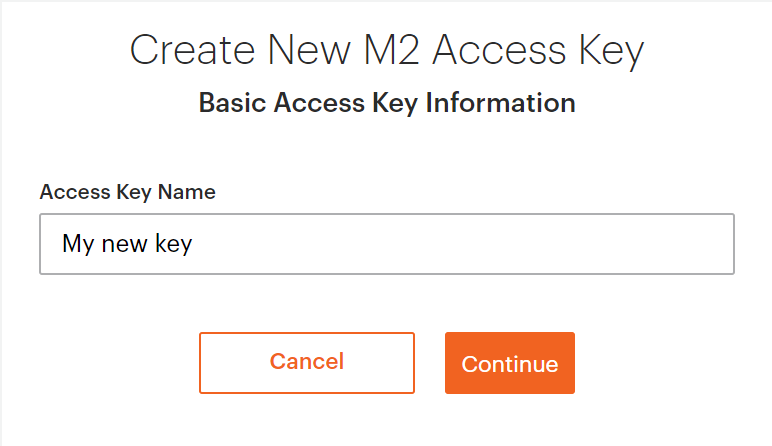 Create New M2 Access Key
Basic Access Key Information
Access Key Name
My new key
Cancel
Continue